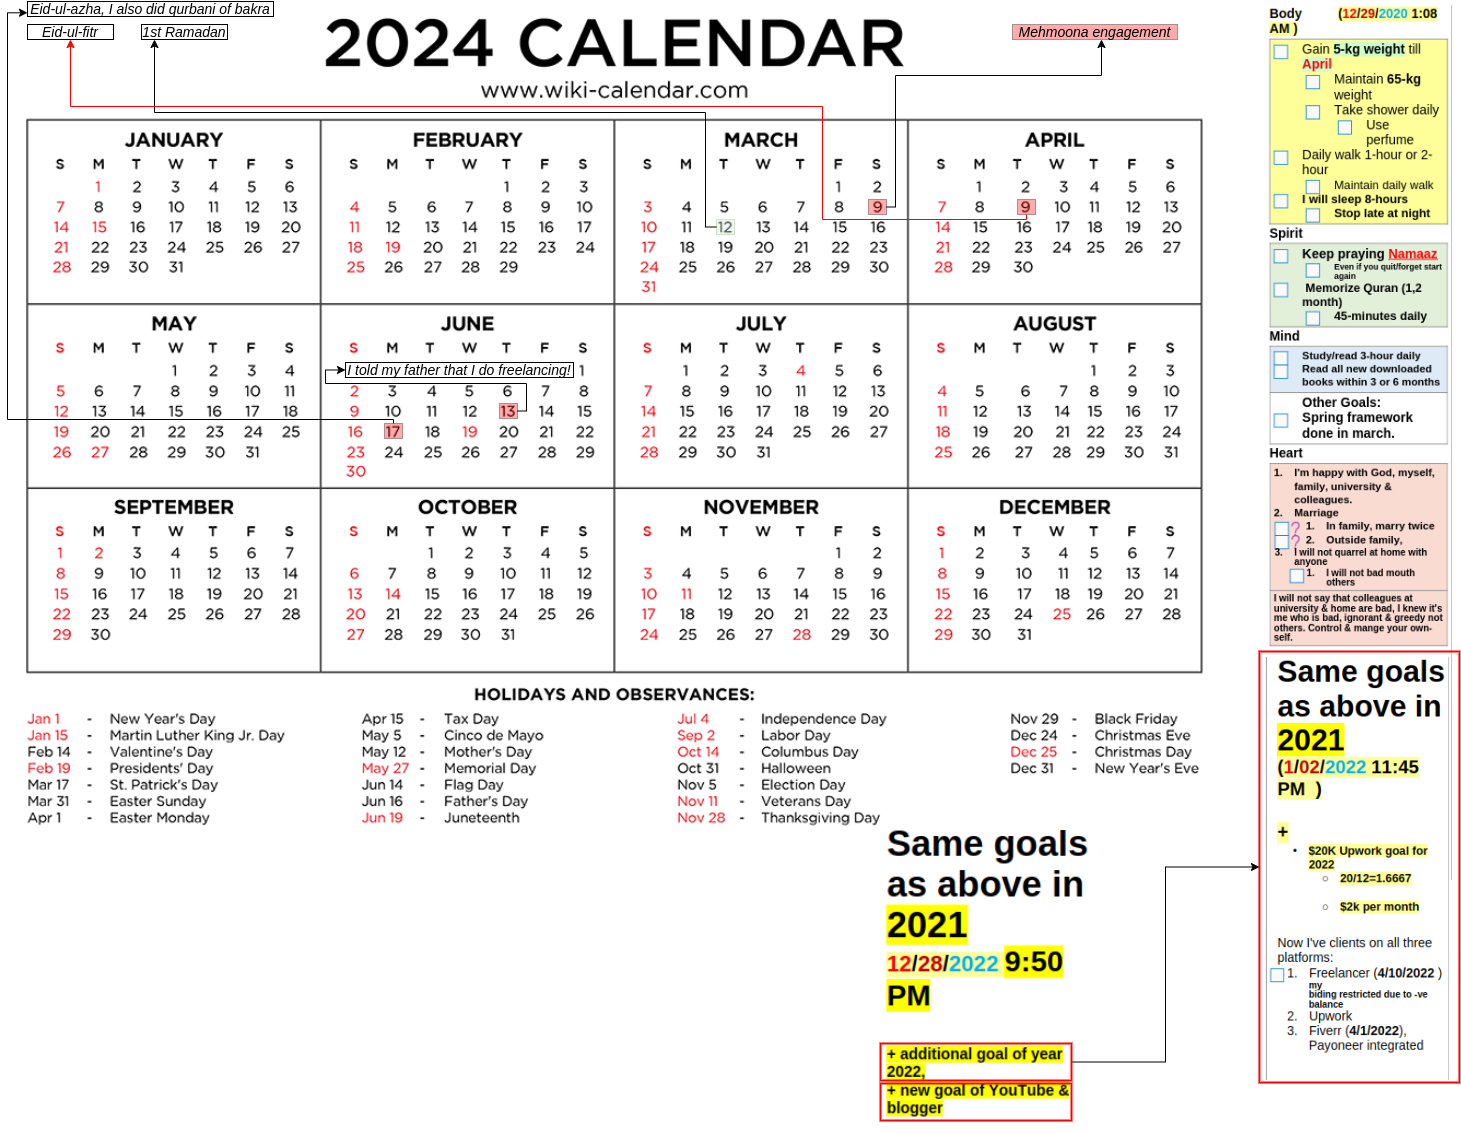 Eid-ul-azha, I also did qurbani of bakra
Eid-ul-fitr
1st Ramadan
2024 CALENDAR
www.wiki-calendar.com
Mehmoona engagement
JANUARY
S M T W T F S
1 2 3 4 5 6
7 8 9 10 11 12 13
14 15 16 17 18 19 20
21 22 23 24 25 26 27
28 29 30 31
FEBRUARY
S M T W T F S
1 2 3
4 5 6 7 8 9 10
11 12 13 14 15 16 17
18 19 20 21 22 23 24
25 26 27 28 29
MARCH
S M T W T F S
1 2
3 4 5 6 7 8 9
10 11 12 13 14 15 16
17 18 19 20 21 22 23
24 25 26 27 28 29 30
31
APRIL
S M T W T F S
1 2 3 4 5 6
7 8 9 10 11 12 13
14 15 16 17 18 19 20
21 22 23 24 25 26 27
28 29 30
MAY
S M T W T F S
1 2 3 4
5 6 7 8 9 10 11
12 13 14 15 16 17 18
19 20 21 22 23 24 25
26 27 28 29 30 31
JUNE
S M T W T F S
I told my father that I do freelancing!
1
2 3 4 5 6 7 8
9 10 11 12 13 14 15
16 17 18 19 20 21 22
23 24 25 26 27 28 29
30
JULY
S M T W T F S
1 2 3 4 5 6
7 8 9 10 11 12 13
14 15 16 17 18 19 20
21 22 23 24 25 26 27
28 29 30 31
AUGUST
S M T W T F S
1 2 3
4 5 6 7 8 9 10
11 12 13 14 15 16 17
18 19 20 21 22 23 24
25 26 27 28 29 30 31
SEPTEMBER
S M T W T F S
1 2 3 4 5 6 7
8 9 10 11 12 13 14
15 16 17 18 19 20 21
22 23 24 25 26 27 28
29 30
OCTOBER
S M T W T F S
1 2 3 4 5
6 7 8 9 10 11 12
13 14 15 16 17 18 19
20 21 22 23 24 25 26
27 28 29 30 31
NOVEMBER
S M T W T F S
1 2
3 4 5 6 7 8 9
10 11 12 13 14 15 16
17 18 19 20 21 22 23
24 25 26 27 28 29 30
DECEMBER
S M T W T F S
1 2 3 4 5 6 7
8 9 10 11 12 13 14
15 16 17 18 19 20 21
22 23 24 25 26 27 28
29 30 31
HOLIDAYS AND OBSERVANCES:
Jan 1 - New Year's Day
Jan 15 - Martin Luther King Jr. Day
Feb 14 - Valentine's Day
Feb 19 - Presidents' Day
Mar 17 - St. Patrick's Day
Mar 31 - Easter Sunday
Apr 1 - Easter Monday
Apr 15 - Tax Day
May 5 - Cinco de Mayo
May 12 - Mother's Day
May 27 - Memorial Day
Jun 14 - Flag Day
Jun 16 - Father's Day
Jun 19 - Juneteenth
Jul 4 - Independence Day
Sep 2 - Labor Day
Oct 14 - Columbus Day
Oct 31 - Halloween
Nov 5 - Election Day
Nov 11 - Veterans Day
Nov 28 - Thanksgiving Day
Nov 29 - Black Friday
Dec 24 - Christmas Eve
Dec 25 - Christmas Day
Dec 31 - New Year's Eve
Same goals
as above in
2021
12/28/2022 9:50
PM
+ additional goal of year
2022,
+ new goal of YouTube &
blogger
Body (12/29/2020 1:08
AM )
Gain 5-kg weight till
April
Maintain 65-kg
weight
Take shower daily
Use
perfume
Daily walk 1-hour or 2-
hour
Maintain daily walk
I will sleep 8-hours
Stop late at night
Spirit
Keep praying Namaaz
Even if you quit/forget start
again
Memorize Quran (1,2
month)
45-minutes daily
Mind
Study/read 3-hour daily
Read all new downloaded
books within 3 or 6 months
Other Goals:
Spring framework
done in march.
Heart
1. I'm happy with God, myself,
family, university &
colleagues.
2. Marriage
? 1. In family, marry twice
? 2. Outside family,
3. I will not quarrel at home with
anyone
1. I will not bad mouth
others
I will not say that colleagues at
university & home are bad, I knew it's
me who is bad, ignorant & greedy not
others. Control & mange your own-
self.
Same goals
as above in
2021
(1/02/2022 11:45
PM )
+
• $20K Upwork goal for
2022
○ 20/12=1.6667
○ $2k per month
Now I've clients on all three
platforms:
1. Freelancer (4/10/2022 )
my
biding restricted due to -ve
balance
2. Upwork
3. Fiverr (4/1/2022),
Payoneer integrated